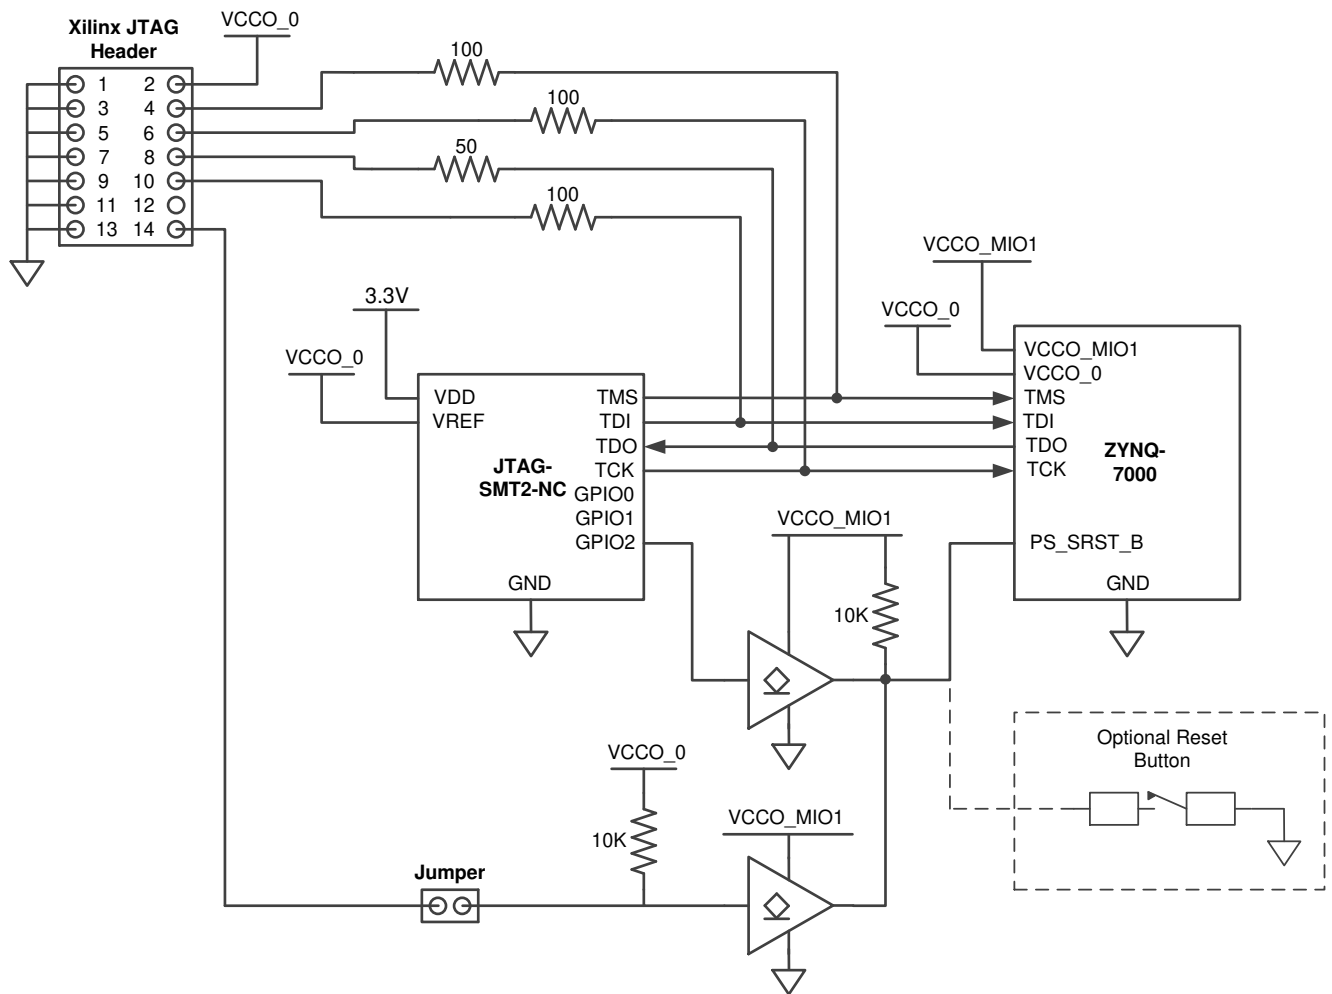 Xilinx JTAG
Header
VCCO_0
1 2
3 4
5 6
7 8
9 10
11 12
13 14
100
100
50
100
VCCO_MIO1
VCCO_0
3.3V
VCCO_0
VDD
VREF
TMS
TDI
TDO
TCK
GPIO0
GPIO1
GPIO2
JTAG-
SMT2-NC
GND
VCCO_MIO1
VCCO_0
TMS
TDI
TDO
TCK
ZYNQ-
7000
PS_SRST_B
GND
VCCO_MIO1
10K
Optional Reset
Button
VCCO_0
10K
VCCO_MIO1
Jumper